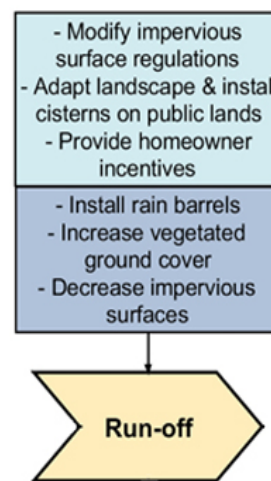 - Modify impervious
surface regulations
- Adapt landscape & instal
cisterns on public lands
- Provide homeowner
incentives
- Install rain barrels
- Increase vegetated
ground cover
- Decrease impervious
surfaces
Run-off